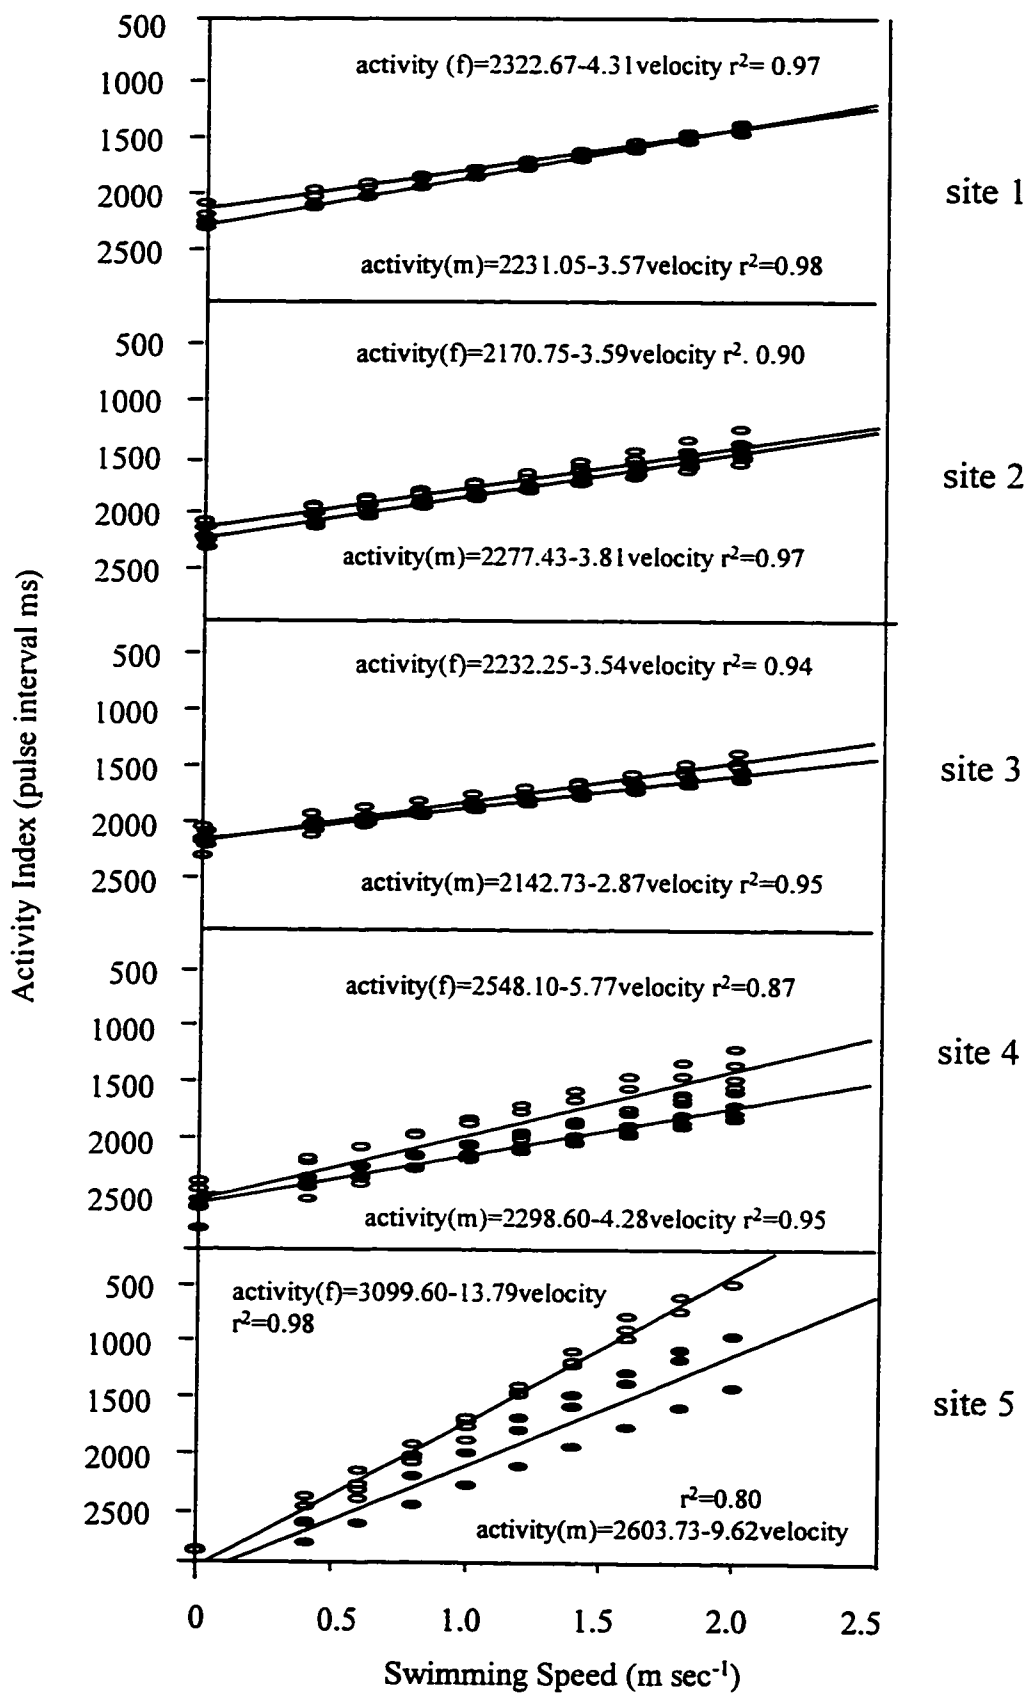 500
activity (f)=2322.67-4.31velocity r²= 0.97
1000
1500
2000
site 1
2500
activity(m)=2231.05-3.57velocity r²=0.98
500
activity(f)=2170.75-3.59velocity r². 0.90
1000
1500
site 2
2000
2500
activity(m)=2277.43-3.81velocity r²=0.97
500
activity(f)=2232.25-3.54velocity r²= 0.94
1000
1500
site 3
2000
2500
activity(m)=2142.73-2.87velocity r²=0.95
500
activity(f)=2548.10-5.77velocity r²=0.87
1000
site 4
1500
2000
2500
activity(m)=2298.60-4.28velocity r²=0.95
500
activity(f)=3099.60-13.79velocity
r²=0.98
1000
1500
site 5
2000
2500
r²=0.80
activity(m)=2603.73-9.62velocity
Activity Index (pulse interval ms)
0 0.5 1.0 1.5 2.0 2.5
Swimming Speed (m sec⁻¹)